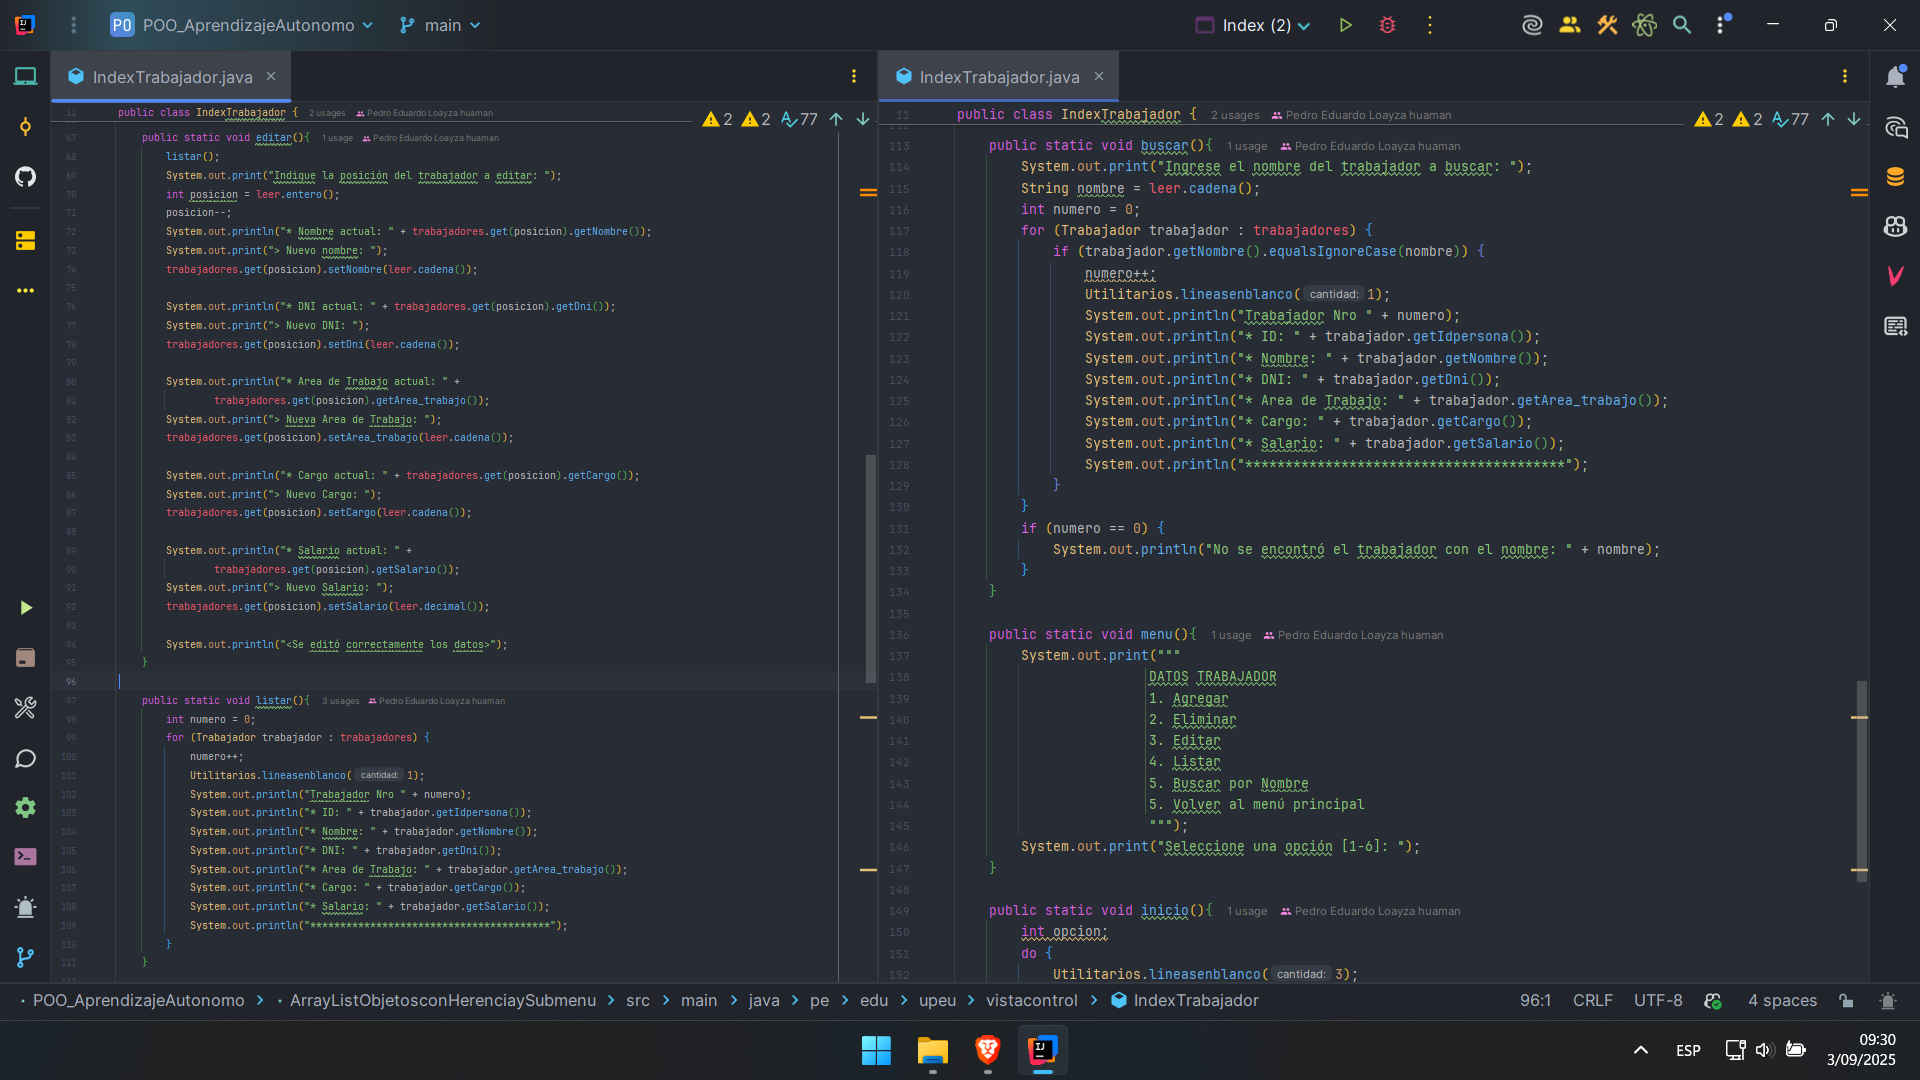 PO POO_AprendizajeAutonomo main Index (2)
IndexTrabajador.java
11 public class IndexTrabajador { 2 usages Pedro Eduardo Loayza huaman
2 2 77
67 public static void editar(){ 1 usage Pedro Eduardo Loayza huaman
68 listar();
69 System.out.print("Indique la posición del trabajador a editar: ");
70 int posicion = leer.entero();
71 posicion--;
72 System.out.println("* Nombre actual: " + trabajadores.get(posicion).getNombre());
73 System.out.print("> Nuevo nombre: ");
74 trabajadores.get(posicion).setNombre(leer.cadena());
75
76 System.out.println("* DNI actual: " + trabajadores.get(posicion).getDni());
77 System.out.print("> Nuevo DNI: ");
78 trabajadores.get(posicion).setDni(leer.cadena());
79
80 System.out.println("* Area de Trabajo actual: " +
81 trabajadores.get(posicion).getArea_trabajo());
82 System.out.print("> Nueva Area de Trabajo: ");
83 trabajadores.get(posicion).setArea_trabajo(leer.cadena());
84
85 System.out.println("* Cargo actual: " + trabajadores.get(posicion).getCargo());
86 System.out.print("> Nuevo Cargo: ");
87 trabajadores.get(posicion).setCargo(leer.cadena());
88
89 System.out.println("* Salario actual: " +
90 trabajadores.get(posicion).getSalario());
91 System.out.print("> Nuevo Salario: ");
92 trabajadores.get(posicion).setSalario(leer.decimal());
93
94 System.out.println("<Se editó correctamente los datos>");
95 }
96
97 public static void listar(){ 3 usages Pedro Eduardo Loayza huaman
98 int numero = 0;
99 for (Trabajador trabajador : trabajadores) {
100 numero++;
101 Utilitarios.lineasenblanco( cantidad: 1);
102 System.out.println("Trabajador Nro " + numero);
103 System.out.println("* ID: " + trabajador.getIdpersona());
104 System.out.println("* Nombre: " + trabajador.getNombre());
105 System.out.println("* DNI: " + trabajador.getDni());
106 System.out.println("* Area de Trabajo: " + trabajador.getArea_trabajo());
107 System.out.println("* Cargo: " + trabajador.getCargo());
108 System.out.println("* Salario: " + trabajador.getSalario());
109 System.out.println("****************************************");
110 }
111 }
IndexTrabajador.java
11 public class IndexTrabajador { 2 usages Pedro Eduardo Loayza huaman
2 2 77
113 public static void buscar(){ 1 usage Pedro Eduardo Loayza huaman
114 System.out.print("Ingrese el nombre del trabajador a buscar: ");
115 String nombre = leer.cadena();
116 int numero = 0;
117 for (Trabajador trabajador : trabajadores) {
118 if (trabajador.getNombre().equalsIgnoreCase(nombre)) {
119 numero++;
120 Utilitarios.lineasenblanco( cantidad: 1);
121 System.out.println("Trabajador Nro " + numero);
122 System.out.println("* ID: " + trabajador.getIdpersona());
123 System.out.println("* Nombre: " + trabajador.getNombre());
124 System.out.println("* DNI: " + trabajador.getDni());
125 System.out.println("* Area de Trabajo: " + trabajador.getArea_trabajo());
126 System.out.println("* Cargo: " + trabajador.getCargo());
127 System.out.println("* Salario: " + trabajador.getSalario());
128 System.out.println("****************************************");
129 }
130 }
131 if (numero == 0) {
132 System.out.println("No se encontró el trabajador con el nombre: " + nombre);
133 }
134 }
135
136 public static void menu(){ 1 usage Pedro Eduardo Loayza huaman
137 System.out.print("""
138 DATOS TRABAJADOR
139 1. Agregar
140 2. Eliminar
141 3. Editar
142 4. Listar
143 5. Buscar por Nombre
144 5. Volver al menú principal
145 """);
146 System.out.print("Seleccione una opción [1-6]: ");
147 }
148
149 public static void inicio(){ 1 usage Pedro Eduardo Loayza huaman
150 int opcion;
151 do {
152 Utilitarios.lineasenblanco( cantidad: 3);
POO_AprendizajeAutonomo > ArrayListObjetosconHerenciaySubmenu > src > main > java > pe > edu > upeu > vistacontrol > IndexTrabajador 96:1 CRLF UTF-8 4 spaces
ESP
09:30
3/09/2025